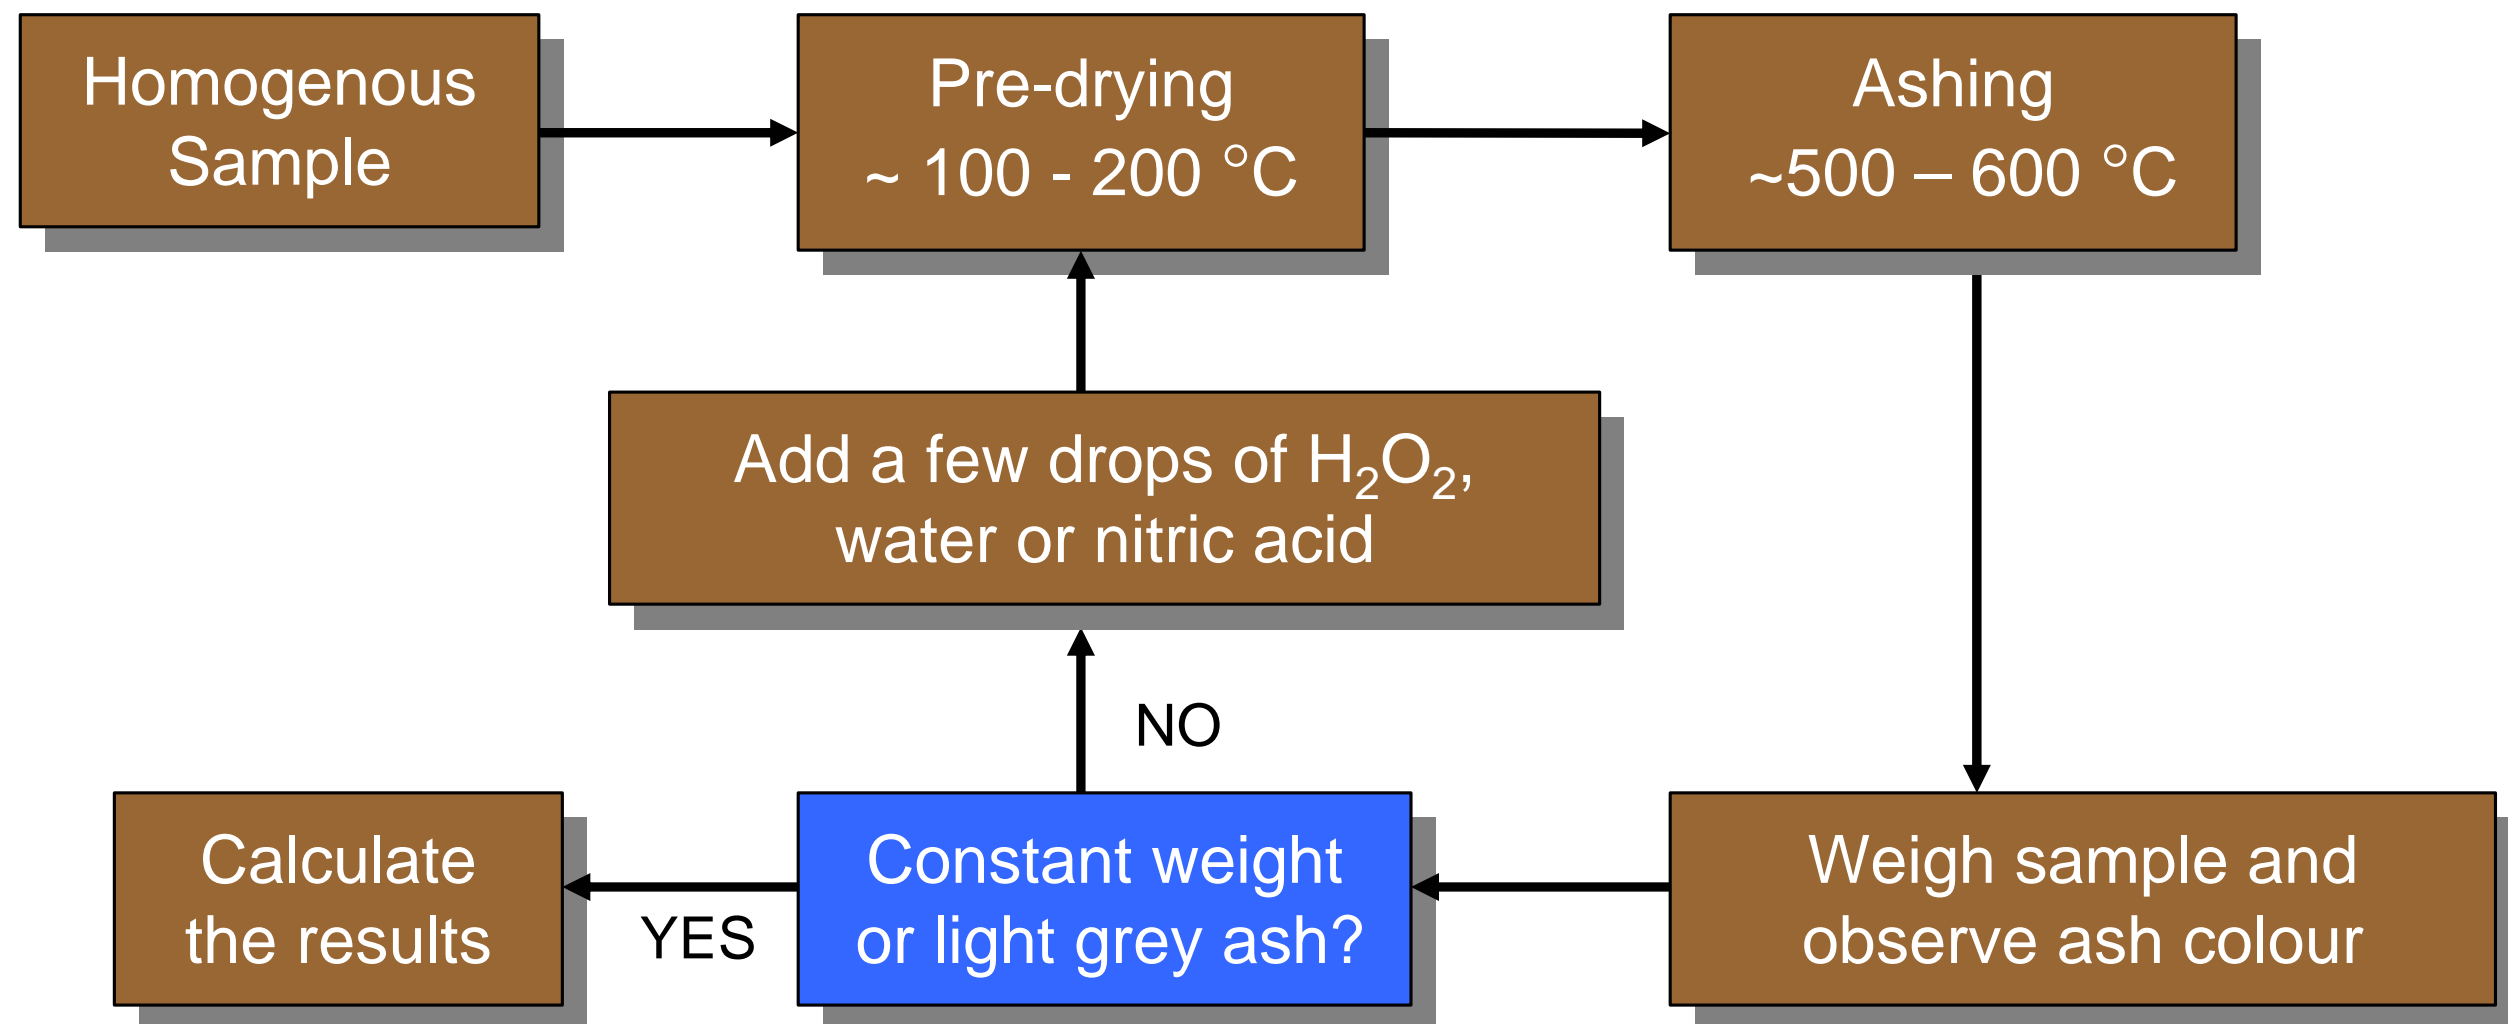 Homogenous
Sample
Pre-drying
~ 100 - 200 °C
Ashing
~500 – 600 °C
Add a few drops of H₂O₂,
water or nitric acid
NO
Calculate
the results
YES
Constant weight
or light grey ash?
Weigh sample and
observe ash colour